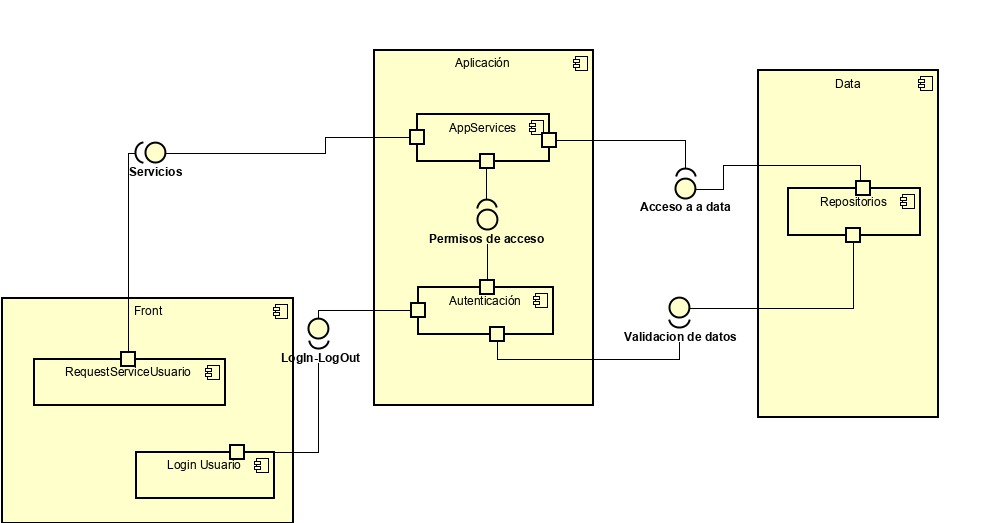 Aplicación
Data
AppServices
Servicios
Repositorios
Acceso a a data
Permisos de acceso
Autenticación
Front
Validacion de datos
LogIn-LogOut
RequestServiceUsuario
Login Usuario